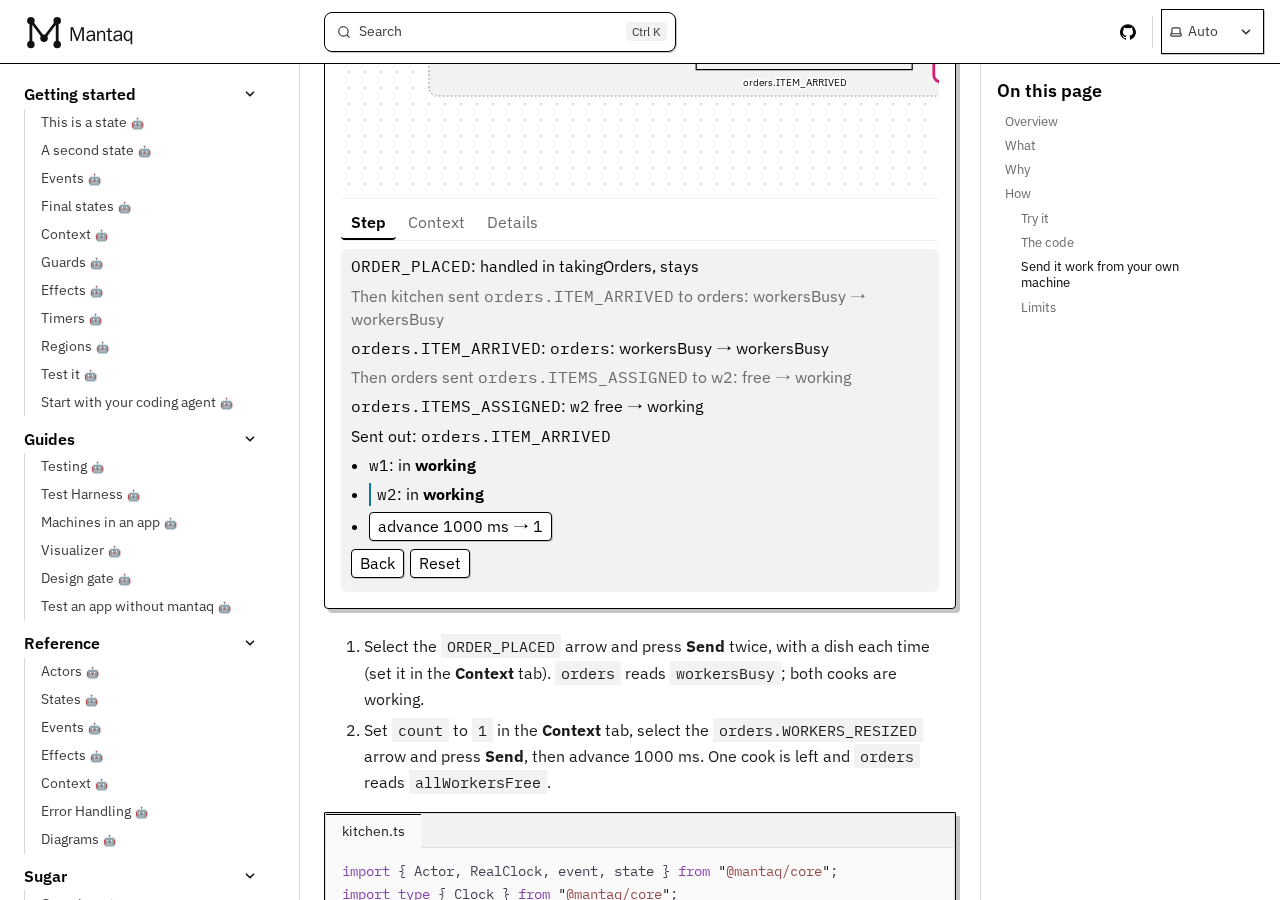 Mantaq
Search
Ctrl K
Auto
Getting started
This is a state 🤖
A second state 🤖
Events 🤖
Final states 🤖
Context 🤖
Guards 🤖
Effects 🤖
Timers 🤖
Regions 🤖
Test it 🤖
Start with your coding agent 🤖
Guides
Testing 🤖
Test Harness 🤖
Machines in an app 🤖
Visualizer 🤖
Design gate 🤖
Test an app without mantaq 🤖
Reference
Actors 🤖
States 🤖
Events 🤖
Effects 🤖
Context 🤖
Error Handling 🤖
Diagrams 🤖
Sugar
orders.ITEM_ARRIVED
Step Context Details
ORDER_PLACED: handled in takingOrders, stays
Then kitchen sent orders.ITEM_ARRIVED to orders: workersBusy →
workersBusy
orders.ITEM_ARRIVED: orders: workersBusy → workersBusy
Then orders sent orders.ITEMS_ASSIGNED to w2: free → working
orders.ITEMS_ASSIGNED: w2 free → working
Sent out: orders.ITEM_ARRIVED
• w1: in working
• w2: in working
• advance 1000 ms → 1
Back Reset
1. Select the ORDER_PLACED arrow and press Send twice, with a dish each time
(set it in the Context tab). orders reads workersBusy; both cooks are
working.
2. Set count to 1 in the Context tab, select the orders.WORKERS_RESIZED
arrow and press Send, then advance 1000 ms. One cook is left and orders
reads allWorkersFree.
kitchen.ts
import { Actor, RealClock, event, state } from "@mantaq/core";
import type { Clock } from "@mantaq/core";
On this page
Overview
What
Why
How
Try it
The code
Send it work from your own
machine
Limits